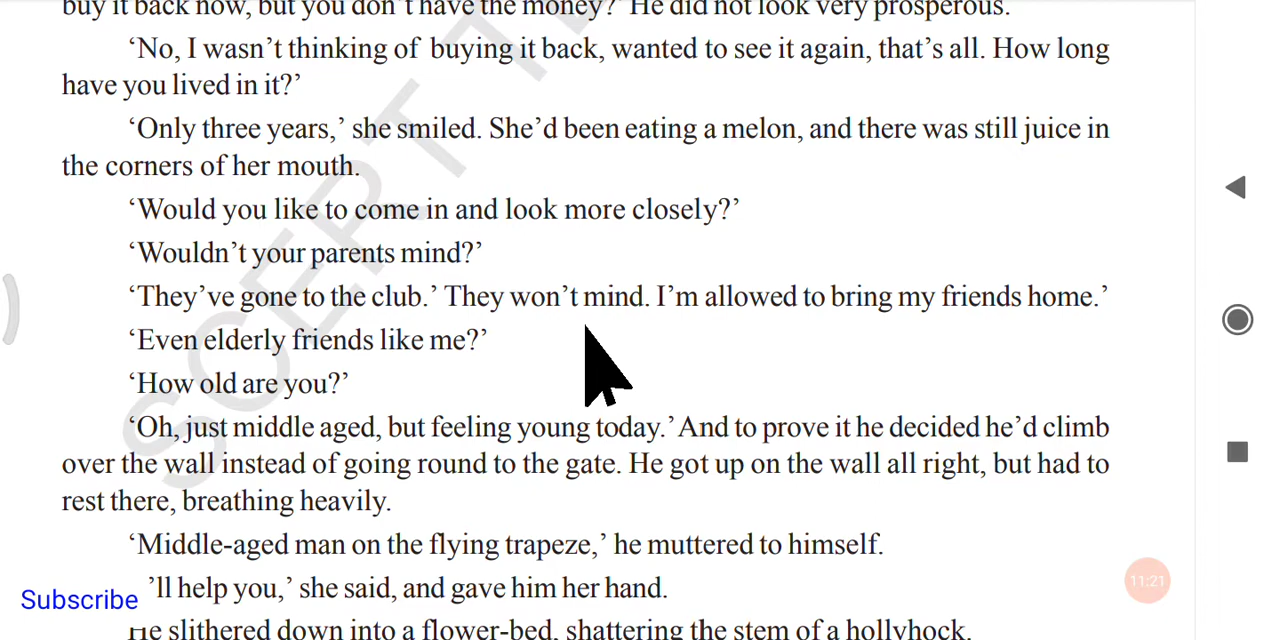 buy it back now, but you don't have the money?' He did not look very prosperous.
'No, I wasn't thinking of buying it back, wanted to see it again, that's all. How long
have you lived in it?'
'Only three years,' she smiled. She'd been eating a melon, and there was still juice in
the corners of her mouth.
'Would you like to come in and look more closely?'
'Wouldn't your parents mind?'
'They've gone to the club.' They won't mind. I'm allowed to bring my friends home.'
'Even elderly friends like me?'
'How old are you?'
'Oh, just middle aged, but feeling young today.' And to prove it he decided he'd climb
over the wall instead of going round to the gate. He got up on the wall all right, but had to
rest there, breathing heavily.
'Middle-aged man on the flying trapeze,' he muttered to himself.
'll help you,' she said, and gave him her hand.
He slithered down into a flower-bed, shattering the stem of a hollyhock.
Subscribe
11:21
SCERT